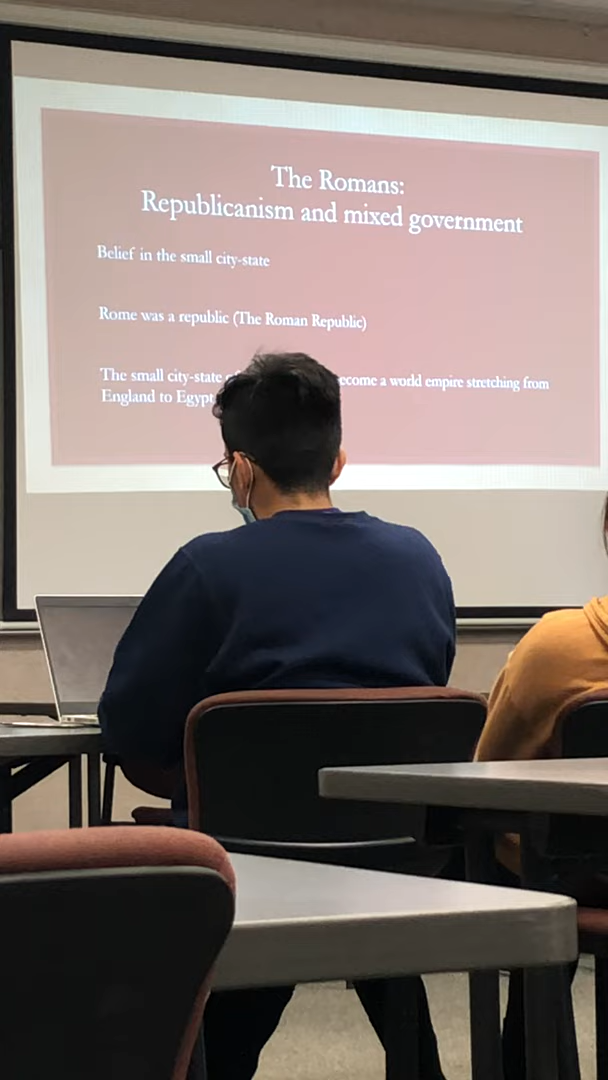 The Romans:
Republicanism and mixed government
Belief in the small city-state
Rome was a republic (The Roman Republic)
The small city-state become a world empire stretching from
England to Egypt